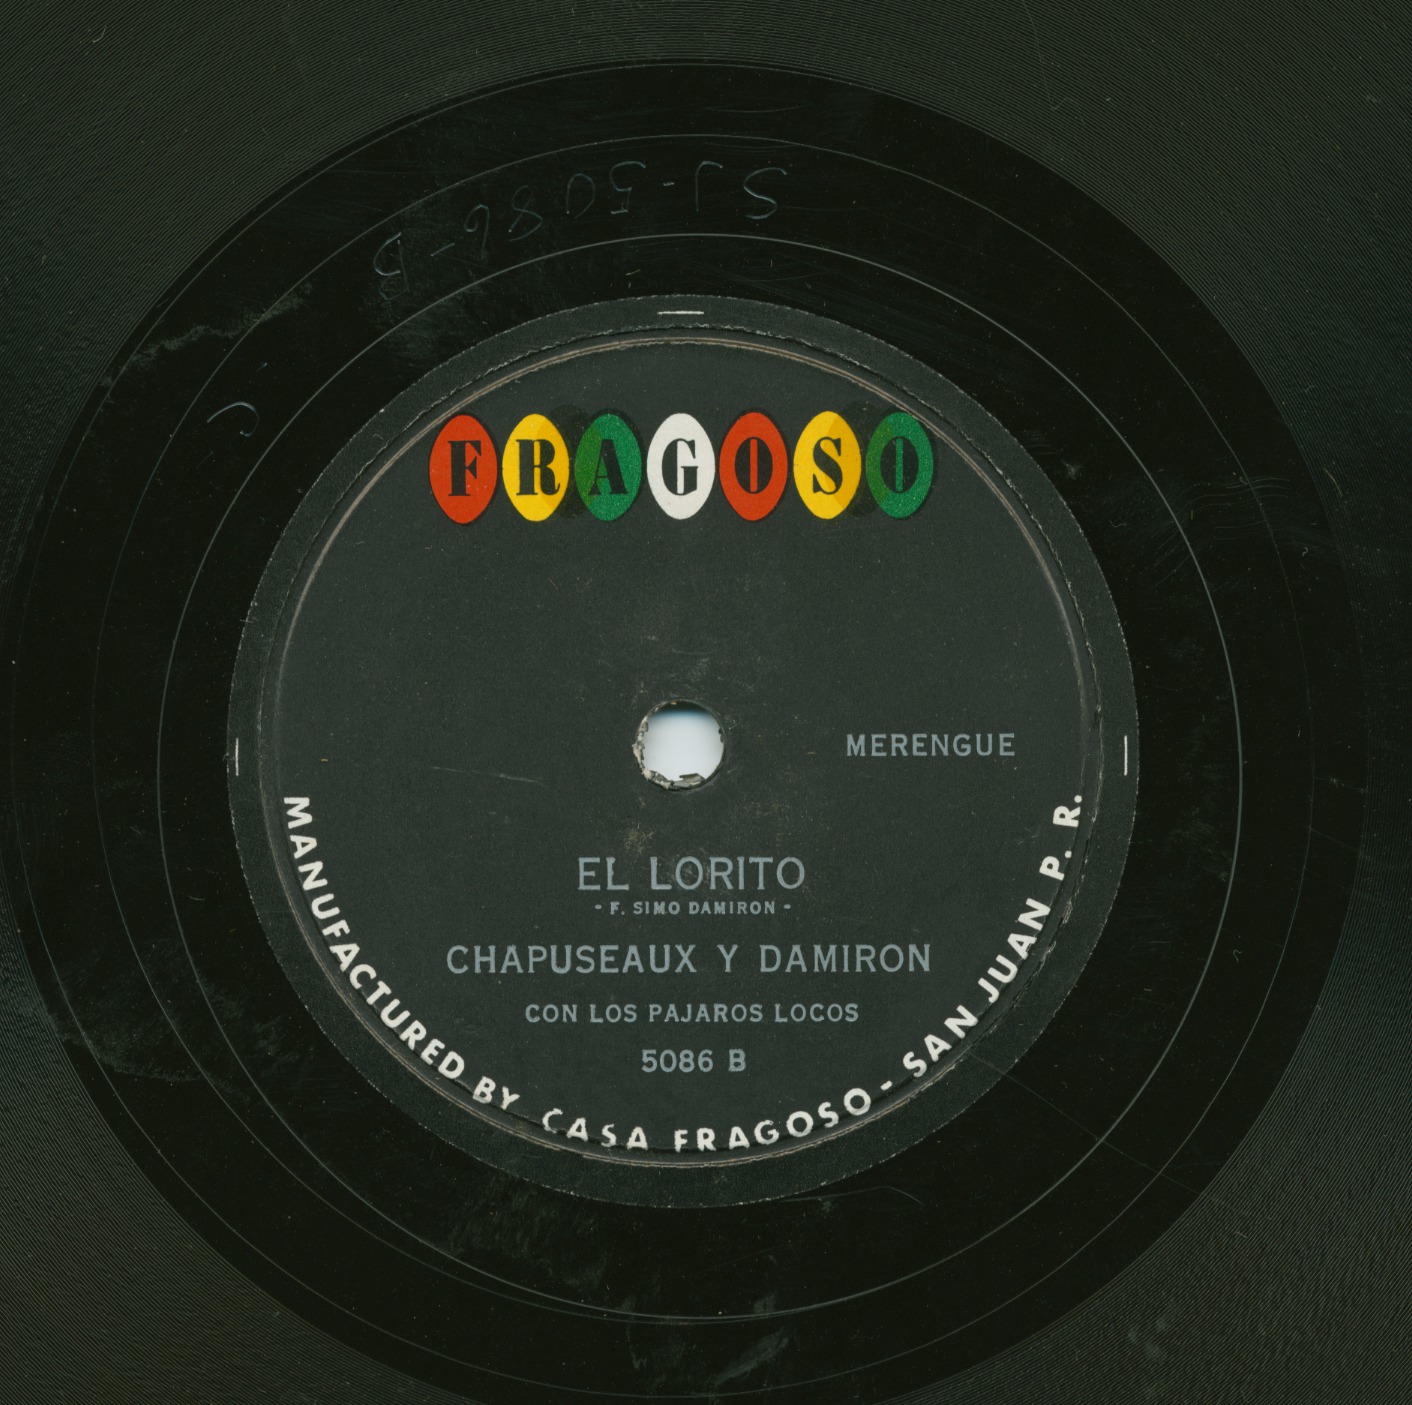 SJ-5086-B
FRAGOSO
MERENGUE
EL LORITO
- F. SIMO DAMIRON -
CHAPUSEAUX Y DAMIRON
CON LOS PAJAROS LOCOS
5086 B
MANUFACTURED BY CASA FRAGOSO - SAN JUAN P. R.